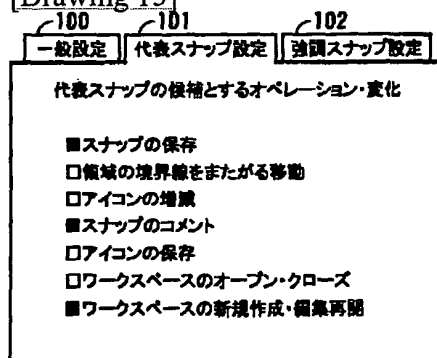 [Drawing 15]
100 101 102
一般設定 代表スナップ設定 強調スナップ設定
代表スナップの候補とするオペレーション・変化
■スナップの保存
□領域の境界線をまたがる移動
□アイコンの増減
■スナップのコメント
□アイコンの保存
□ワークスペースのオープン・クローズ
■ワークスペースの新規作成・編集再開